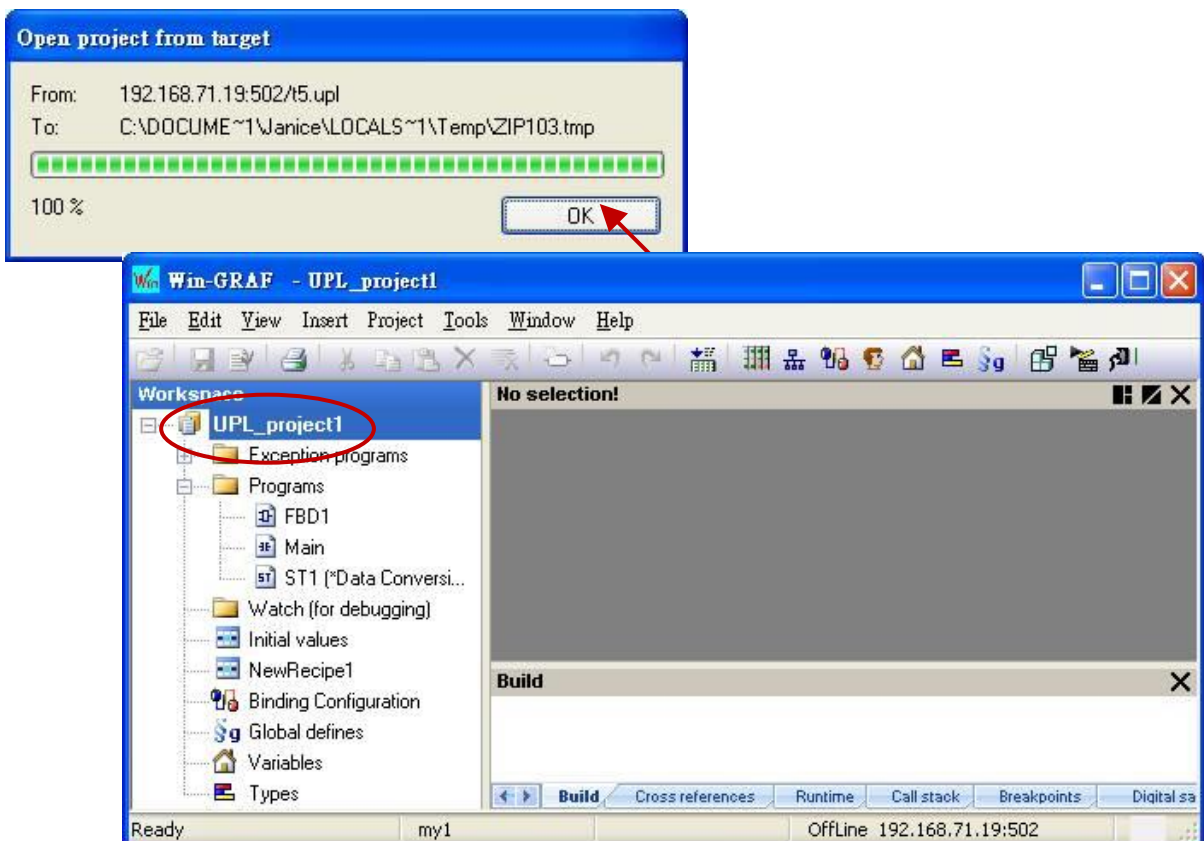 Open project from target
From: 192.168.71.19:502/t5.upl
To: C:\DOCUME~1\Janice\LOCALS~1\Temp\ZIP103.tmp
100 %
OK
Win-GRAF - UPL_project1
File Edit View Insert Project Tools Window Help
Workspace
No selection!
UPL_project1
Exception programs
Programs
FBD1
Main
ST1 (*Data Conversi...
Watch (for debugging)
Initial values
NewRecipe1
Build
Binding Configuration
Global defines
Variables
Types
Build Cross references Runtime Call stack Breakpoints Digital sa
Ready my1 OffLine 192.168.71.19:502